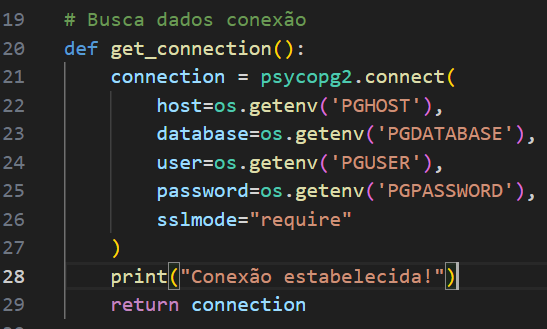 19 # Busca dados conexão
20 def get_connection():
21     connection = psycopg2.connect(
22         host=os.getenv('PGHOST'),
23         database=os.getenv('PGDATABASE'),
24         user=os.getenv('PGUSER'),
25         password=os.getenv('PGPASSWORD'),
26         sslmode="require"
27     )
28     print("Conexão estabelecida!")
29     return connection